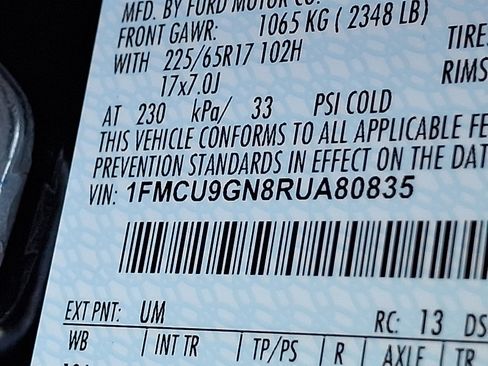 MFD. BY FORD MOTOR CO.
FRONT GAWR: 1065 KG ( 2348 LB)
WITH 225/65R17 102H TIRE
17x7.0J RIMS
AT 230 kPa/ 33 PSI COLD
THIS VEHICLE CONFORMS TO ALL APPLICABLE FE
PREVENTION STANDARDS IN EFFECT ON THE DAT
VIN: 1FMCU9GN8RUA80835
EXT PNT: UM RC: 13 DS
WB INT TR TP/PS R AXLE TR